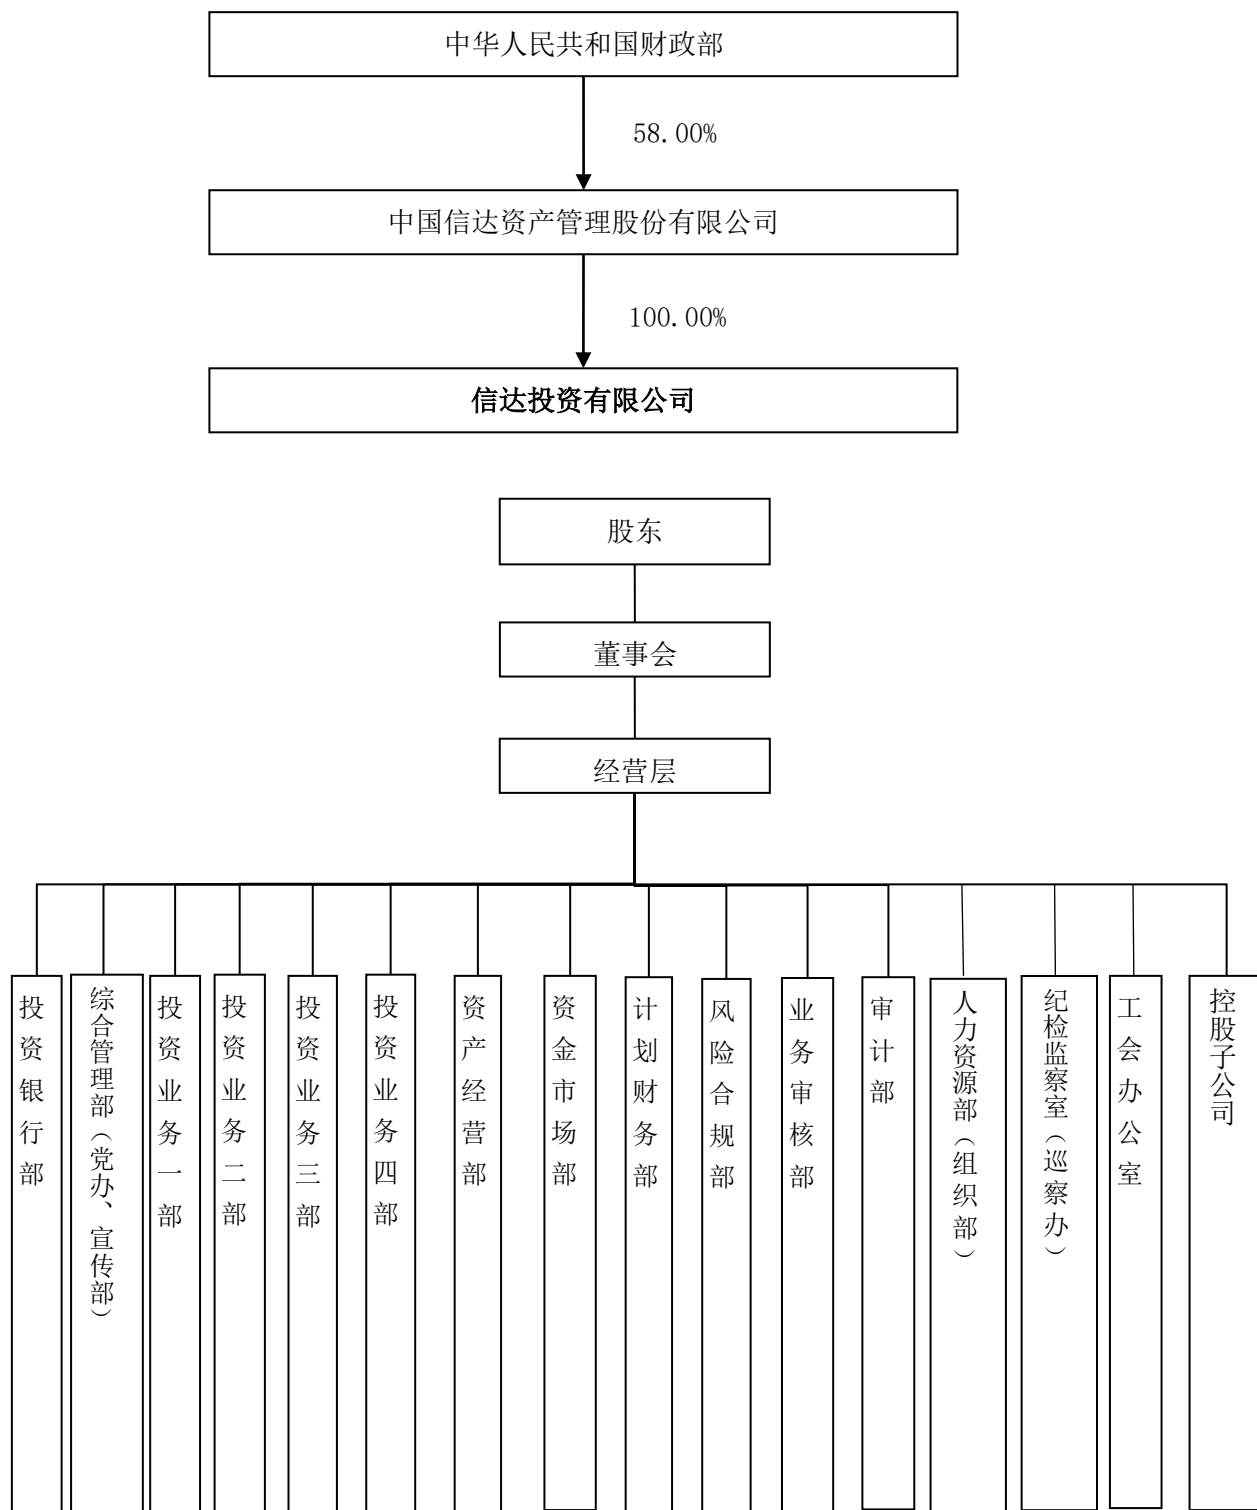 中华人民共和国财政部
58.00%
中国信达资产管理股份有限公司
100.00%
信达投资有限公司
股东
董事会
经营层
投资银行部
综合管理部（党办、宣传部）
投资业务一部
投资业务二部
投资业务三部
投资业务四部
资产经营部
资金市场部
计划财务部
风险合规部
业务审核部
审计部
人力资源部（组织部）
纪检监察室（巡察办）
工会办公室
控股子公司